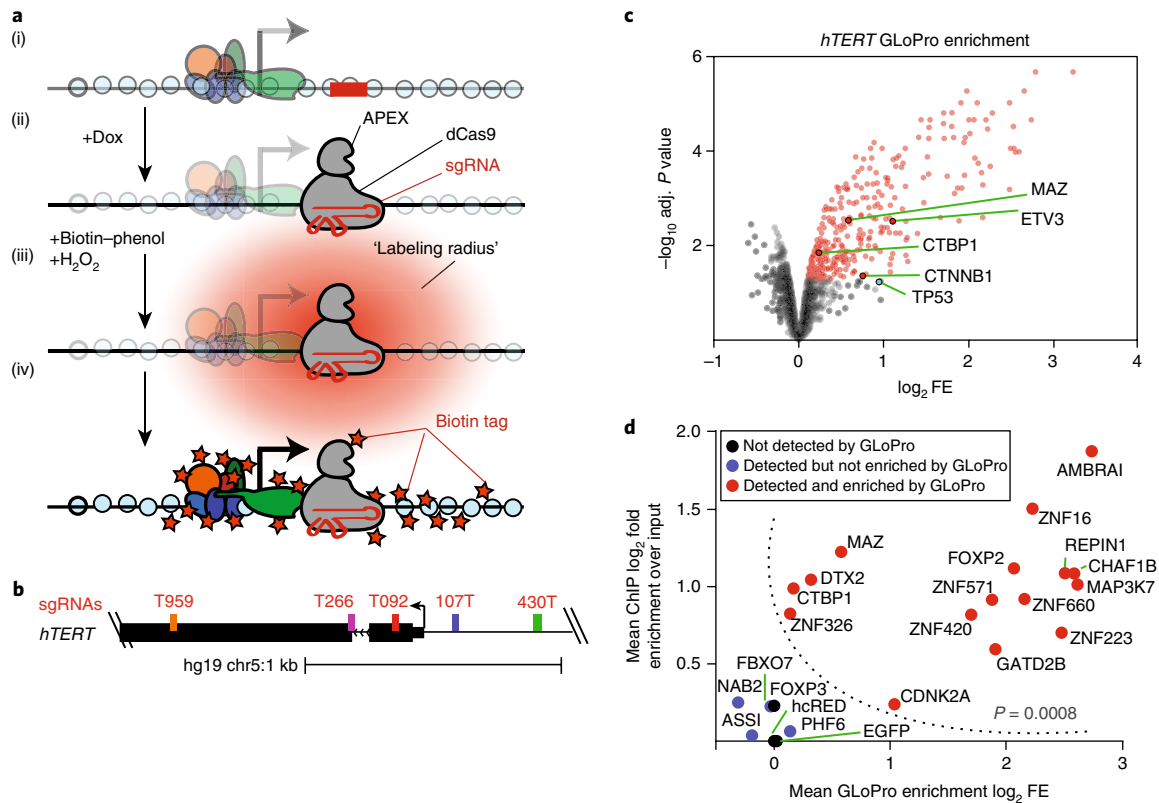 a
(i)
(ii)
+Dox
APEX
dCas9
sgRNA
+Biotin–phenol
+H2O2
(iii)
'Labeling radius'
(iv)
Biotin tag
b
sgRNAs
T959
T266
T092
107T
430T
hTERT
hg19 chr5:1 kb
c
hTERT GLoPro enrichment
6
4
2
–log10 adj. P value
MAZ
ETV3
CTBP1
CTNNB1
TP53
–1
0
1
2
3
4
log2 FE
d
2.0
1.5
1.0
0.5
Mean ChIP log2 fold
enrichment over input
Not detected by GLoPro
Detected but not enriched by GLoPro
Detected and enriched by GLoPro
AMBRAI
ZNF16
MAZ
REPIN1
FOXP2
CHAF1B
DTX2
MAP3K7
CTBP1
ZNF571
ZNF660
ZNF326
ZNF420
ZNF223
GATD2B
FBXO7
NAB2
FOXP3
CDNK2A
hcRED
P = 0.0008
ASSI
PHF6
EGFP
0
1
2
3
Mean GLoPro enrichment log2 FE